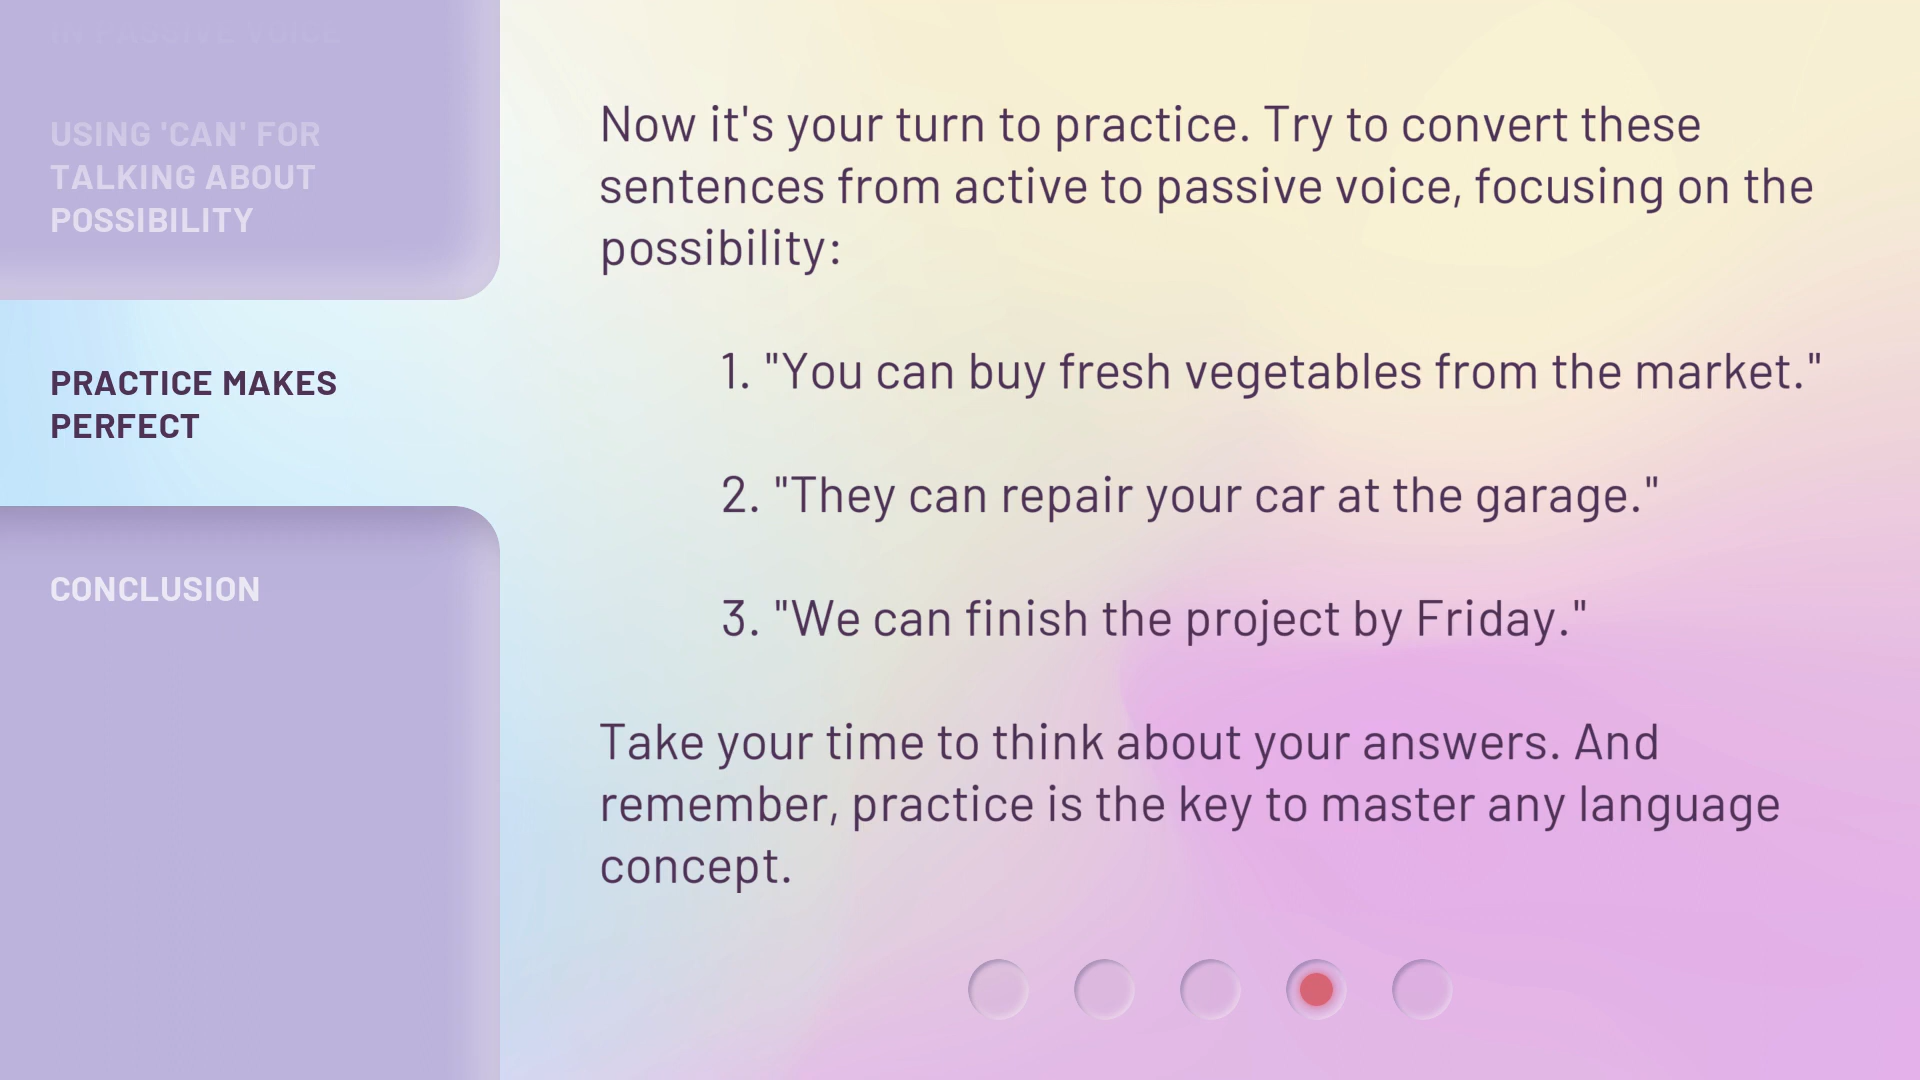 IN PASSIVE VOICE
USING 'CAN' FOR
TALKING ABOUT
POSSIBILITY
PRACTICE MAKES
PERFECT
CONCLUSION
Now it's your turn to practice. Try to convert these
sentences from active to passive voice, focusing on the
possibility:
1. "You can buy fresh vegetables from the market."
2. "They can repair your car at the garage."
3. "We can finish the project by Friday."
Take your time to think about your answers. And
remember, practice is the key to master any language
concept.